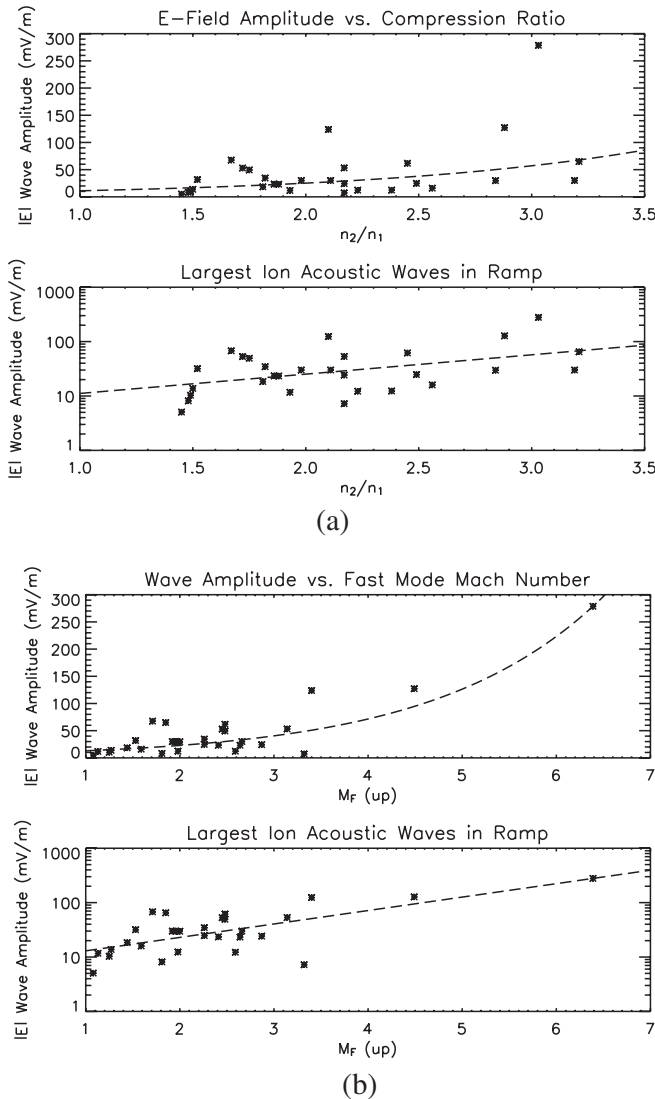 E-Field Amplitude vs. Compression Ratio
|E| Wave Amplitude (mV/m)
300
250
200
150
100
50
0
1.0 1.5 2.0 2.5 3.0 3.5
n₂/n₁
Largest Ion Acoustic Waves in Ramp
|E| Wave Amplitude (mV/m)
1000
100
10
1
1.0 1.5 2.0 2.5 3.0 3.5
n₂/n₁
(a)
Wave Amplitude vs. Fast Mode Mach Number
|E| Wave Amplitude (mV/m)
300
250
200
150
100
50
0
1 2 3 4 5 6 7
M_F (up)
Largest Ion Acoustic Waves in Ramp
|E| Wave Amplitude (mV/m)
1000
100
10
1
1 2 3 4 5 6 7
M_F (up)
(b)